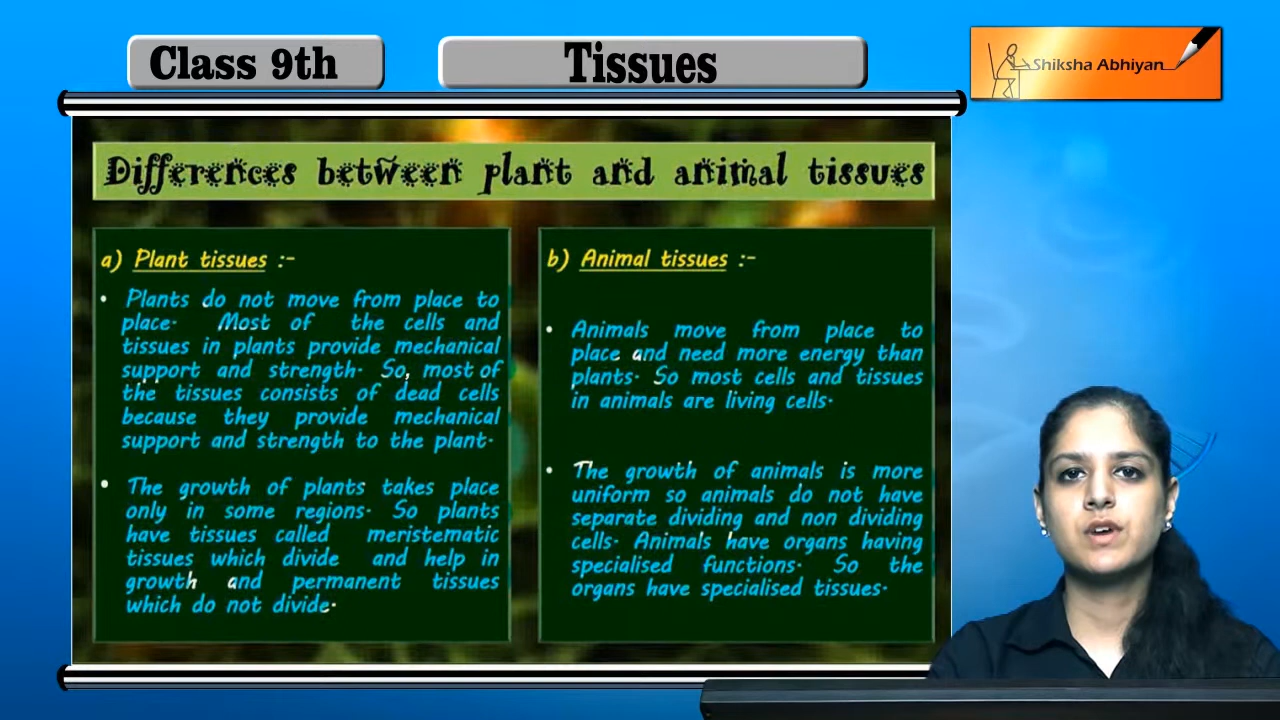 Class 9th
Tissues
Shiksha Abhiyan
Differences between plant and animal tissues
a) Plant tissues :-
• Plants do not move from place to
place. Most of the cells and
tissues in plants provide mechanical
support and strength. So, most of
the tissues consists of dead cells
because they provide mechanical
support and strength to the plant.
• The growth of plants takes place
only in some regions. So plants
have tissues called meristematic
tissues which divide and help in
growth and permanent tissues
which do not divide.
b) Animal tissues :-
• Animals move from place to
place and need more energy than
plants. So most cells and tissues
in animals are living cells.
• The growth of animals is more
uniform so animals do not have
separate dividing and non dividing
cells. Animals have organs having
specialised functions. So the
organs have specialised tissues.